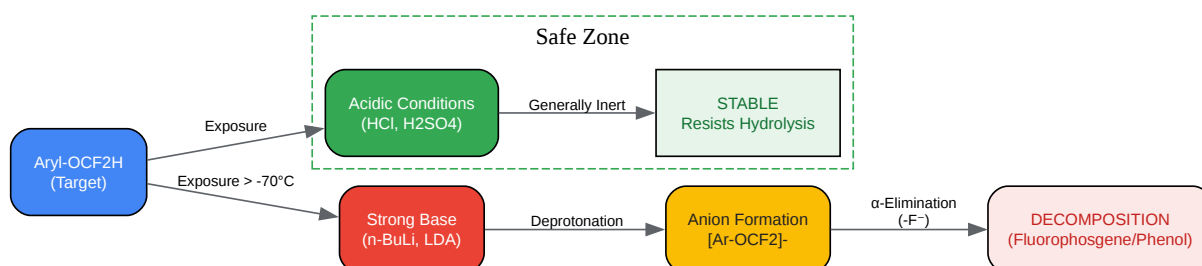 Safe Zone
Acidic Conditions
(HCl, H2SO4)
Generally Inert
STABLE
Resists Hydrolysis
Exposure
Aryl-OCF2H
(Target)
Exposure > -70°C
Strong Base
(n-BuLi, LDA)
Deprotonation
Anion Formation
[Ar-OCF2]-
α-Elimination
(-F⁻)
DECOMPOSITION
(Fluorophosgene/Phenol)